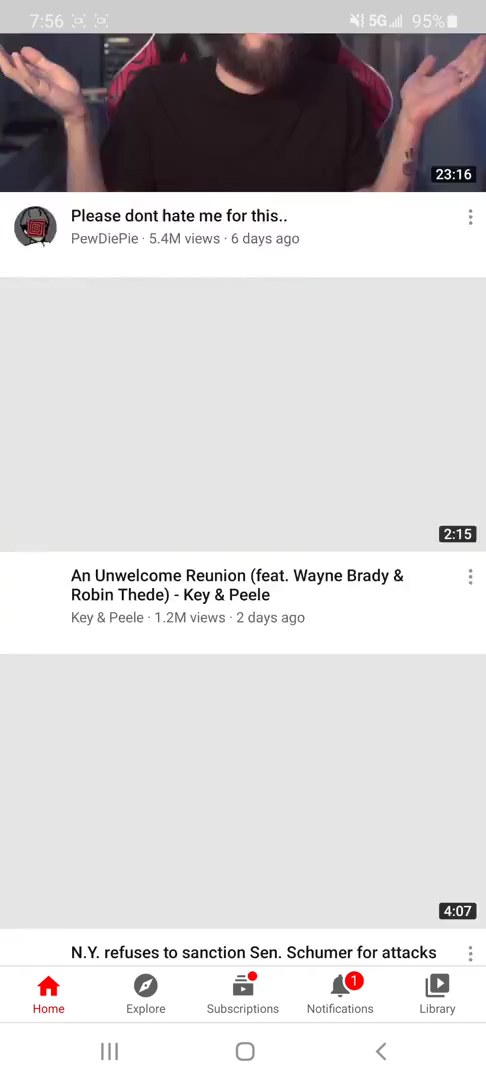 7:56 5G 95%
23:16
Please dont hate me for this..
PewDiePie · 5.4M views · 6 days ago
2:15
An Unwelcome Reunion (feat. Wayne Brady &
Robin Thede) - Key & Peele
Key & Peele · 1.2M views · 2 days ago
4:07
N.Y. refuses to sanction Sen. Schumer for attacks
1
Home Explore Subscriptions Notifications Library